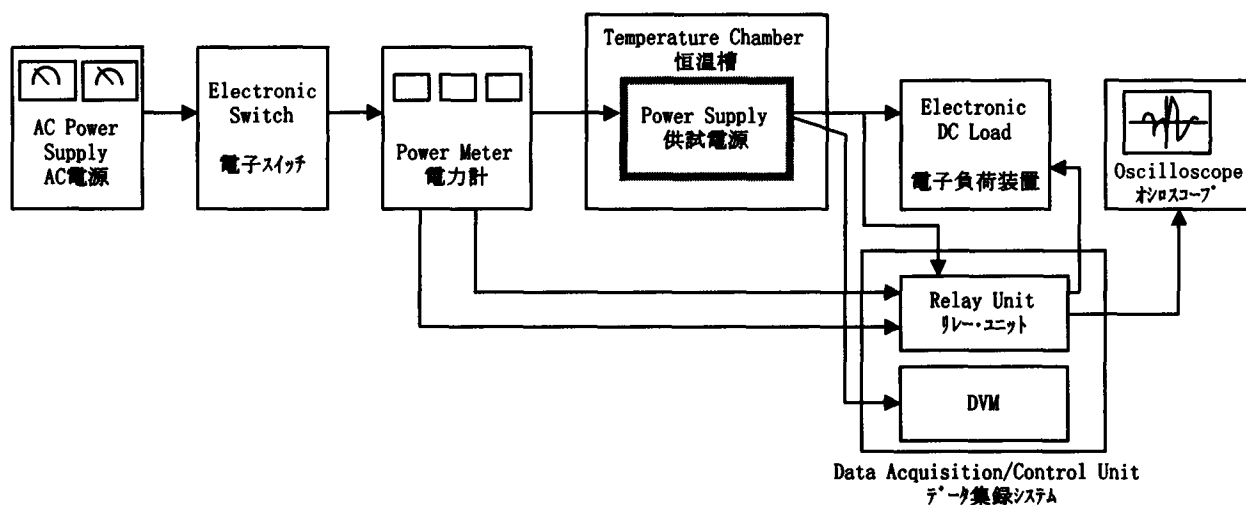 AC Power
Supply
AC電源
Electronic
Switch
電子スイッチ
Power Meter
電力計
Temperature Chamber
恒温槽
Power Supply
供試電源
Electronic
DC Load
電子負荷装置
Oscilloscope
オシロスコープ
Relay Unit
リレー・ユニット
DVM
Data Acquisition/Control Unit
データ集録システム